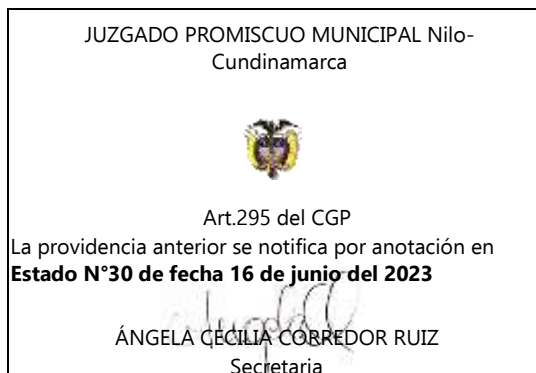 JUZGADO PROMISCUO MUNICIPAL Nilo-
Cundinamarca
Art.295 del CGP
La providencia anterior se notifica por anotación en
Estado N°30 de fecha 16 de junio del 2023
ÁNGELA CECILIA CORREDOR RUIZ
Secretaria